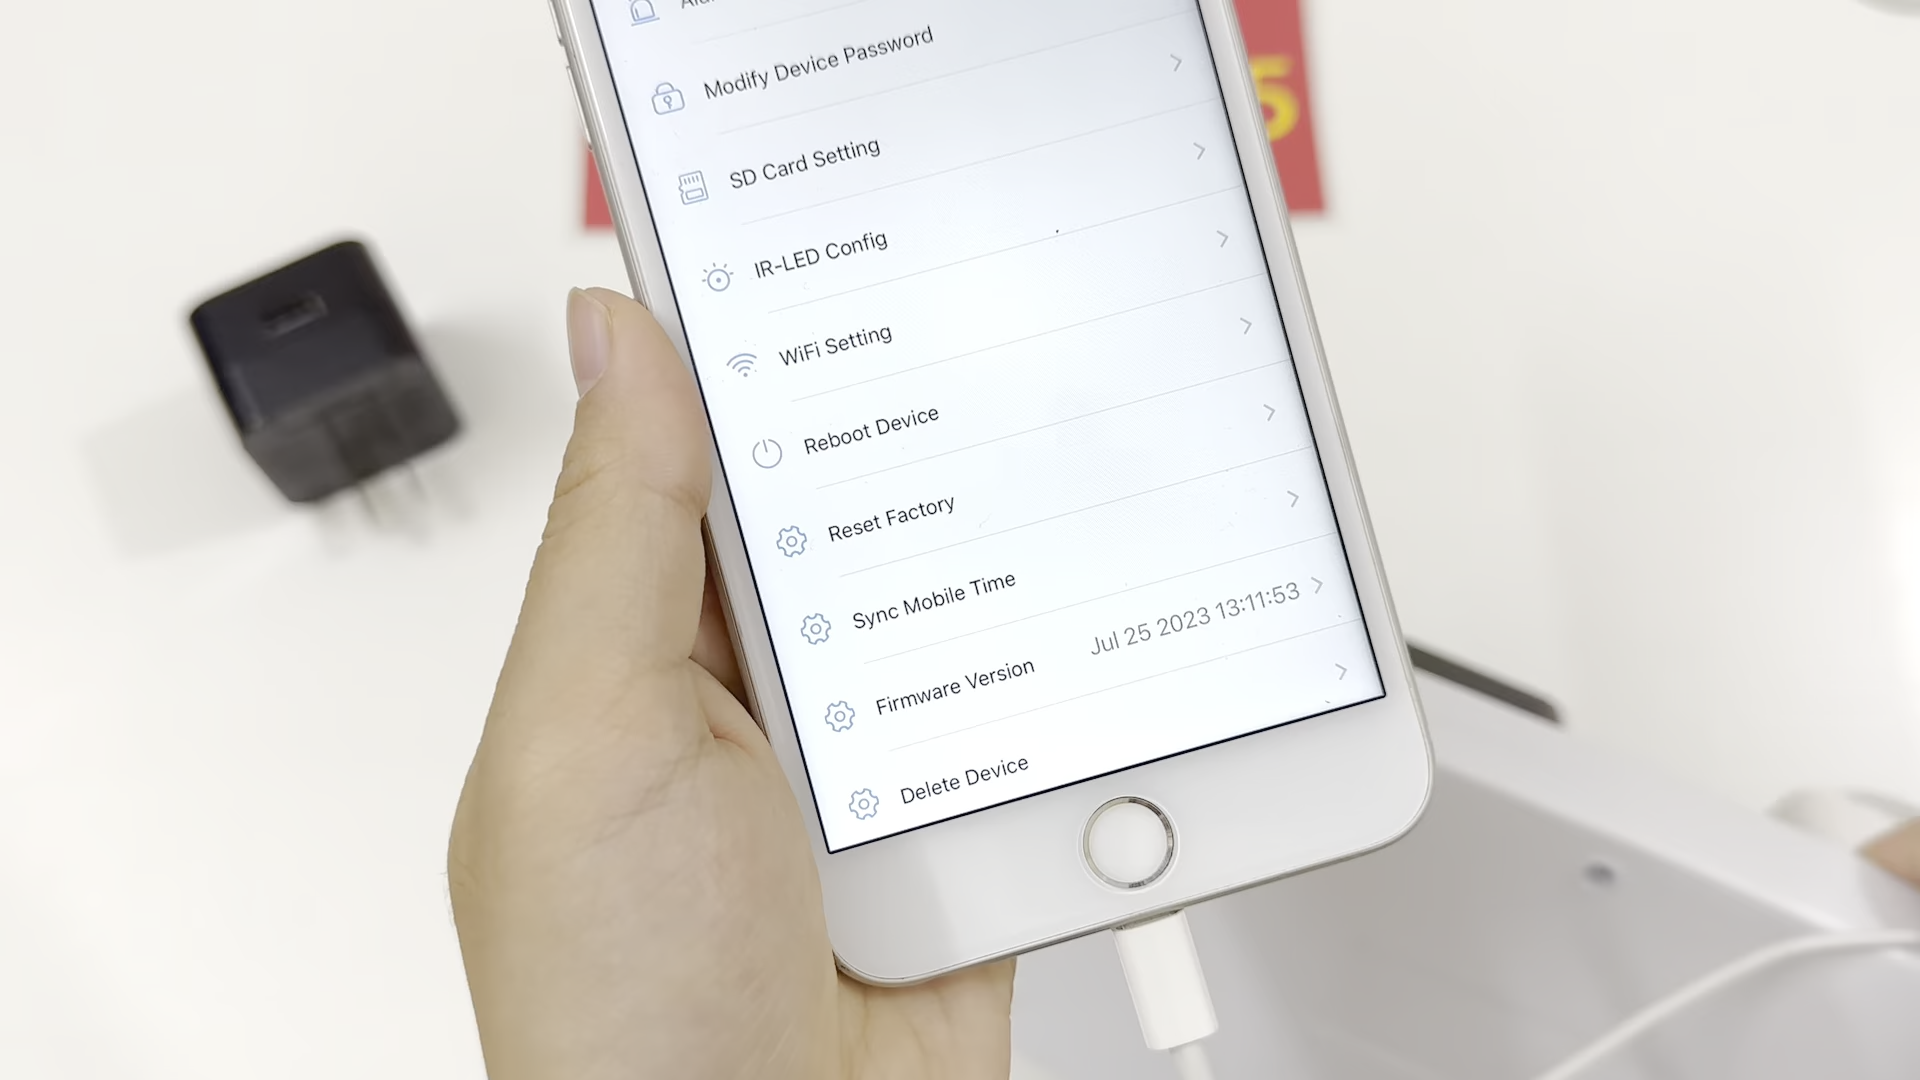 Modify Device Password
SD Card Setting
IR-LED Config
WiFi Setting
Reboot Device
Reset Factory
Sync Mobile Time
Firmware Version Jul 25 2023 13:11:53
Delete Device
5